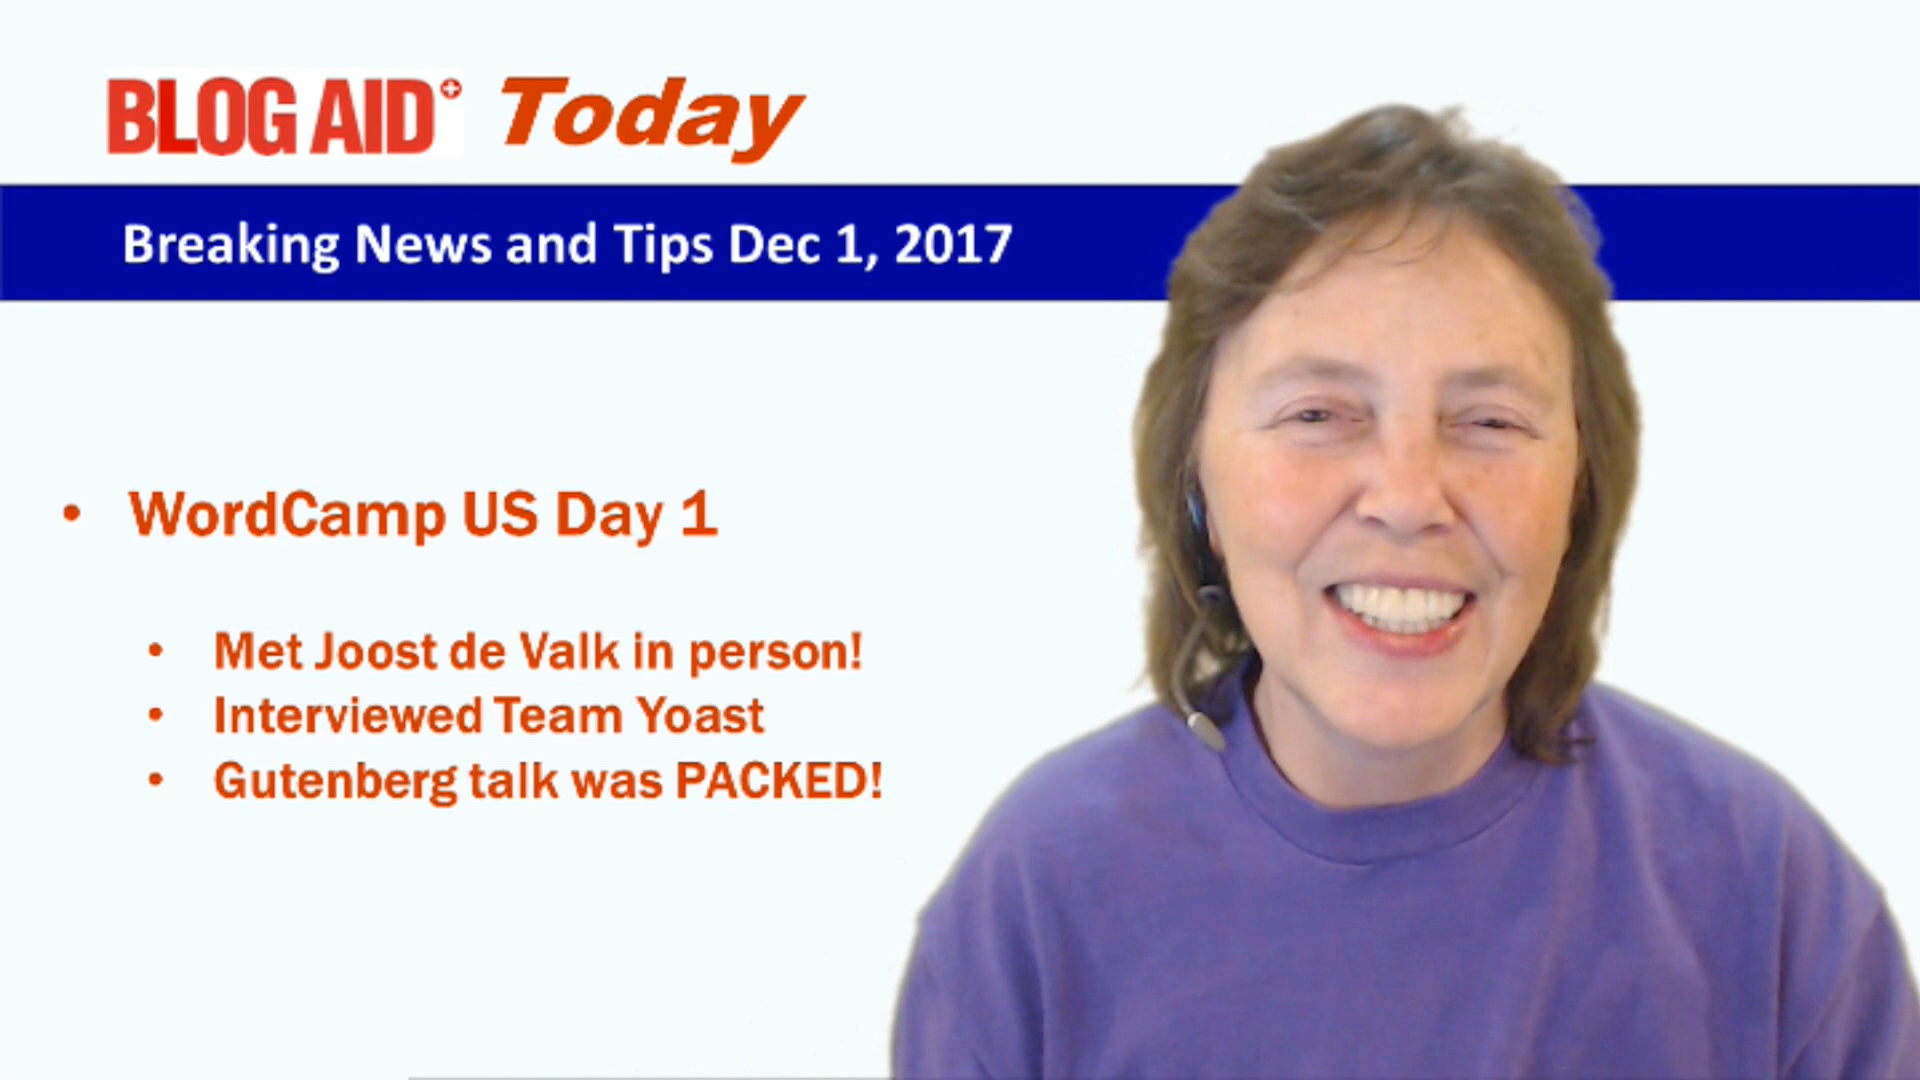 BLOG AID+ Today
Breaking News and Tips Dec 1, 2017
• WordCamp US Day 1
• Met Joost de Valk in person!
• Interviewed Team Yoast
• Gutenberg talk was PACKED!